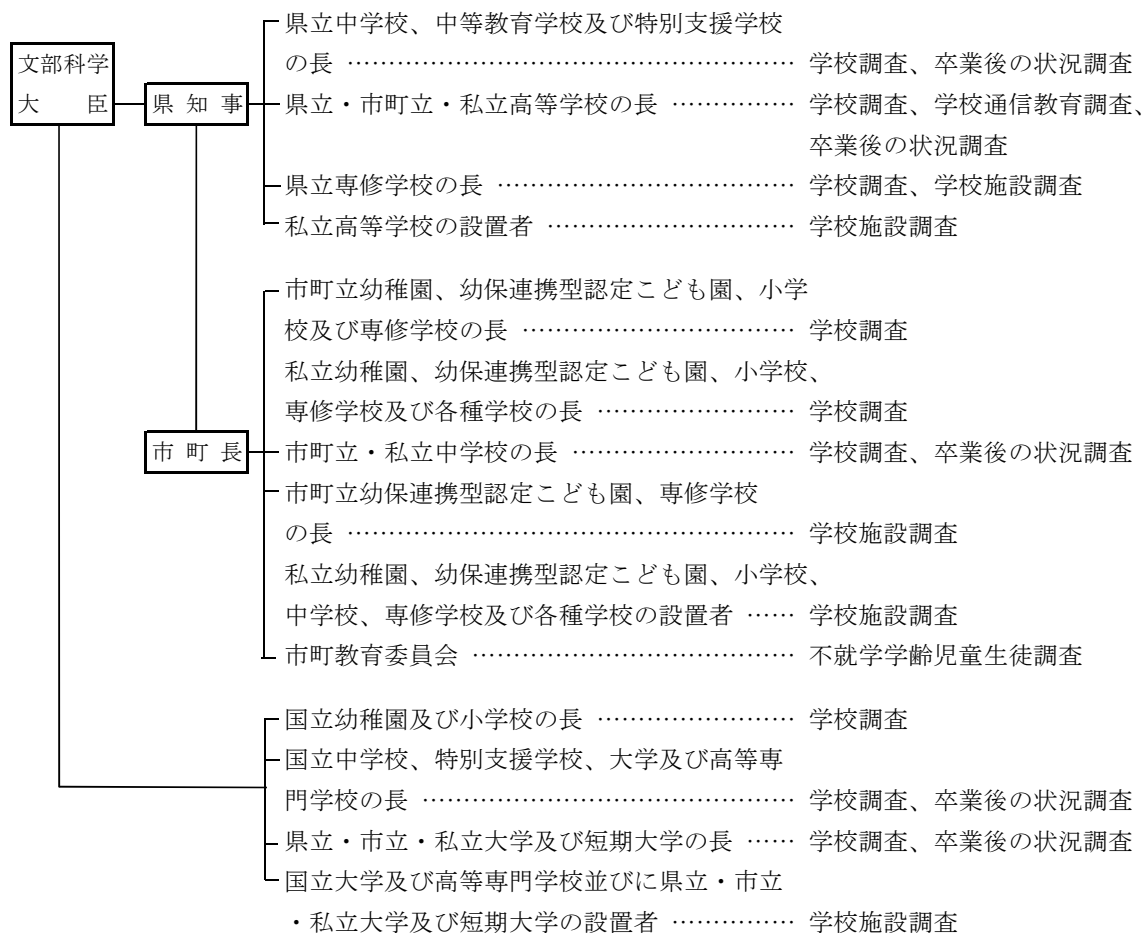 県立中学校、中等教育学校及び特別支援学校
の長 ………………………………………………… 学校調査、卒業後の状況調査
文部科学
大　　臣
県 知 事
県立・市町立・私立高等学校の長 …………… 学校調査、学校通信教育調査、
卒業後の状況調査
県立専修学校の長 ……………………………… 学校調査、学校施設調査
私立高等学校の設置者 ………………………… 学校施設調査
市町立幼稚園、幼保連携型認定こども園、小学
校及び専修学校の長 …………………………… 学校調査
私立幼稚園、幼保連携型認定こども園、小学校、
専修学校及び各種学校の長 …………………… 学校調査
市 町 長
市町立・私立中学校の長 ……………………… 学校調査、卒業後の状況調査
市町立幼保連携型認定こども園、専修学校
の長 ……………………………………………… 学校施設調査
私立幼稚園、幼保連携型認定こども園、小学校、
中学校、専修学校及び各種学校の設置者 …… 学校施設調査
市町教育委員会 ………………………………… 不就学学齢児童生徒調査
国立幼稚園及び小学校の長 …………………… 学校調査
国立中学校、特別支援学校、大学及び高等専
門学校の長 ……………………………………… 学校調査、卒業後の状況調査
県立・市立・私立大学及び短期大学の長 …… 学校調査、卒業後の状況調査
国立大学及び高等専門学校並びに県立・市立
・私立大学及び短期大学の設置者 …………… 学校施設調査